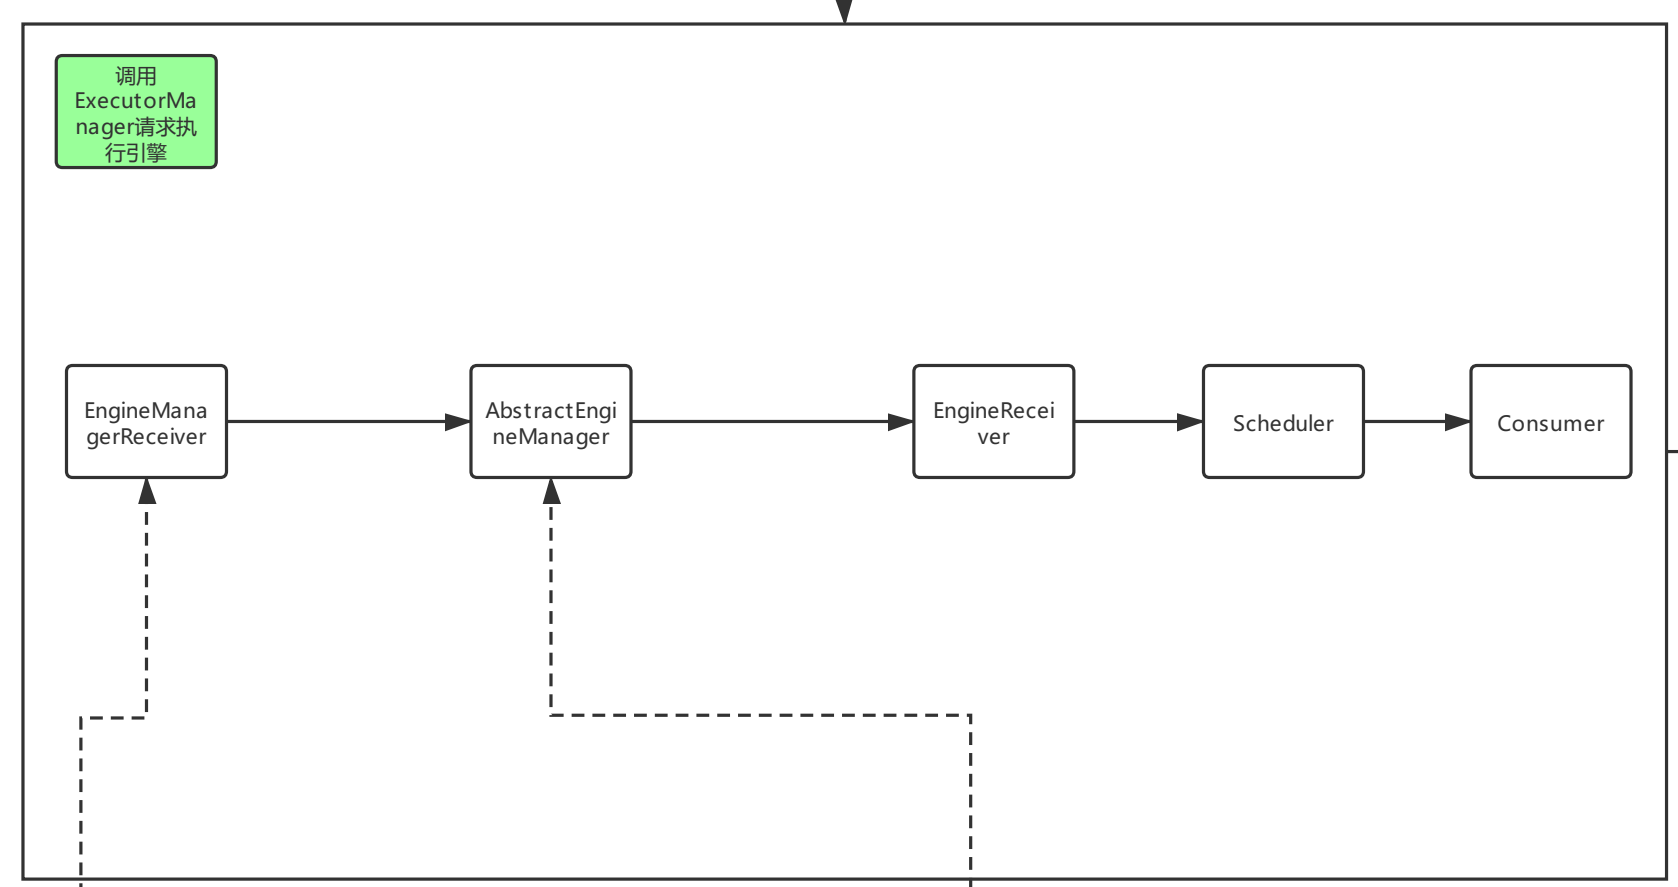 调用
ExecutorMa
nager请求执
行引擎
EngineMana
gerReceiver
AbstractEngi
neManager
EngineRecei
ver
Scheduler
Consumer